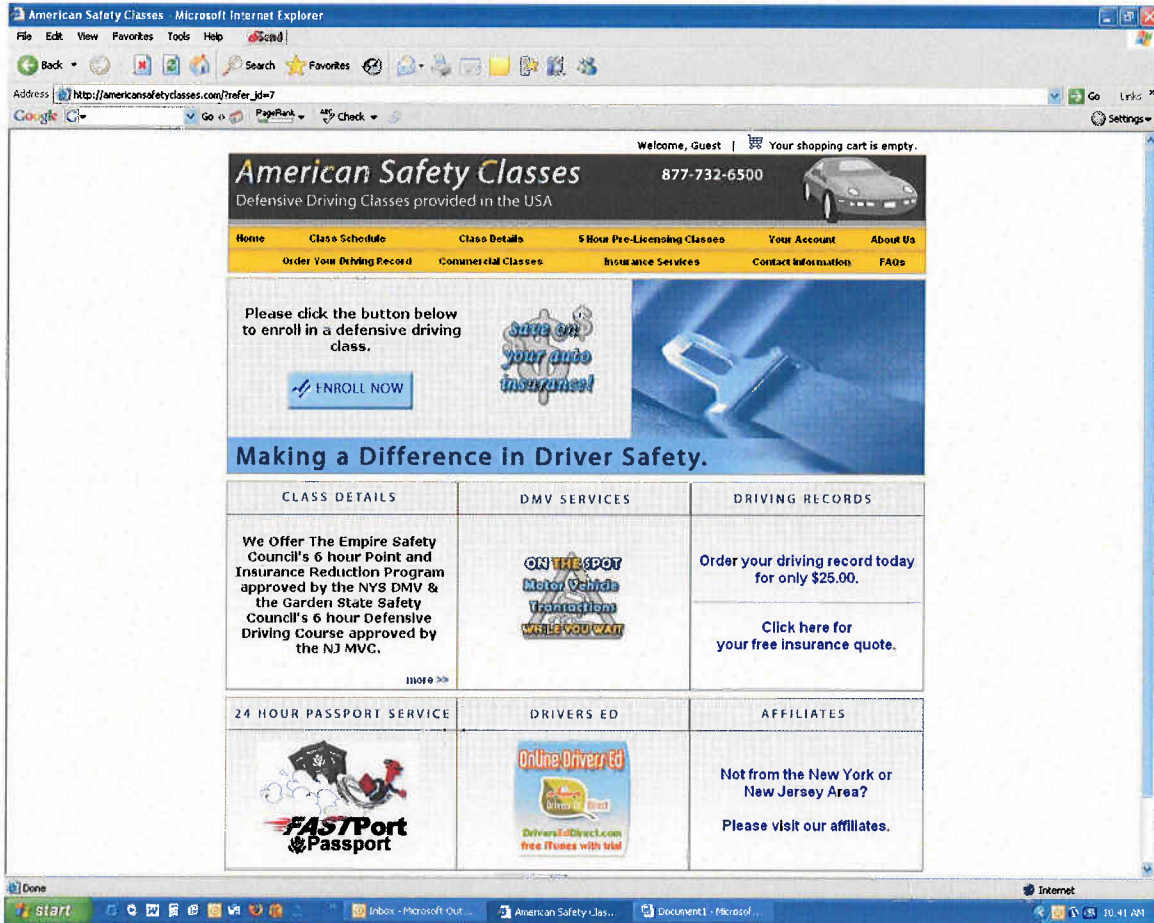 American Safety Classes - Microsoft Internet Explorer
File Edit View Favorites Tools Help Send
Back Search Favorites
Address http://americansafetyclasses.com/?refer_id=7 Go Links »
Google G Go PageRank Check Settings
Welcome, Guest | Your shopping cart is empty.
American Safety Classes 877-732-6500
Defensive Driving Classes provided in the USA
Home Class Schedule Class Details 5 Hour Pre-Licensing Classes Your Account About Us
Order Your Driving Record Commercial Classes Insurance Services Contact Information FAQs
Please click the button below
to enroll in a defensive driving
class.
ENROLL NOW
save on
your auto
insurance!
Making a Difference in Driver Safety.
CLASS DETAILS
We Offer The Empire Safety
Council's 6 hour Point and
Insurance Reduction Program
approved by the NYS DMV &
the Garden State Safety
Council's 6 hour Defensive
Driving Course approved by
the NJ MVC.
more >>
DMV SERVICES
ON THE SPOT
Motor Vehicle
Transactions
WHILE YOU WAIT
DRIVING RECORDS
Order your driving record today
for only $25.00.
Click here for
your free insurance quote.
24 HOUR PASSPORT SERVICE
FASTPort
Passport
DRIVERS ED
Online Drivers Ed
Drivers Ed Direct
DriversEdDirect.com
free iTunes with trial
AFFILIATES
Not from the New York or
New Jersey Area?
Please visit our affiliates.
Done Internet
start Inbox - Microsoft Out... American Safety Clas... Document1 - Microsof... 10:41 AM